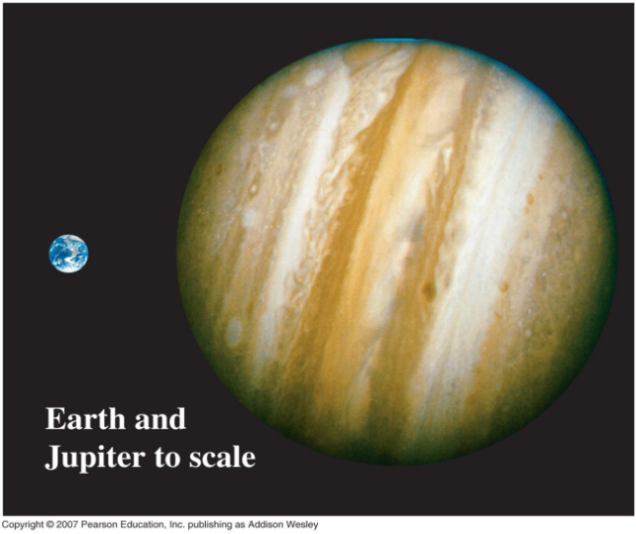 Earth and
Jupiter to scale
Copyright © 2007 Pearson Education, Inc. publishing as Addison Wesley